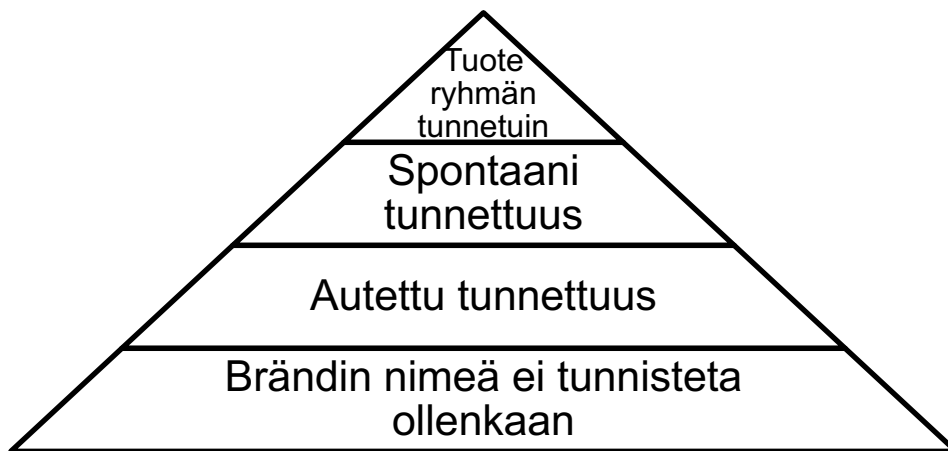 Tuote
ryhmän
tunnetuin
Spontaani
tunnettuus
Autettu tunnettuus
Brändin nimeä ei tunnisteta
ollenkaan